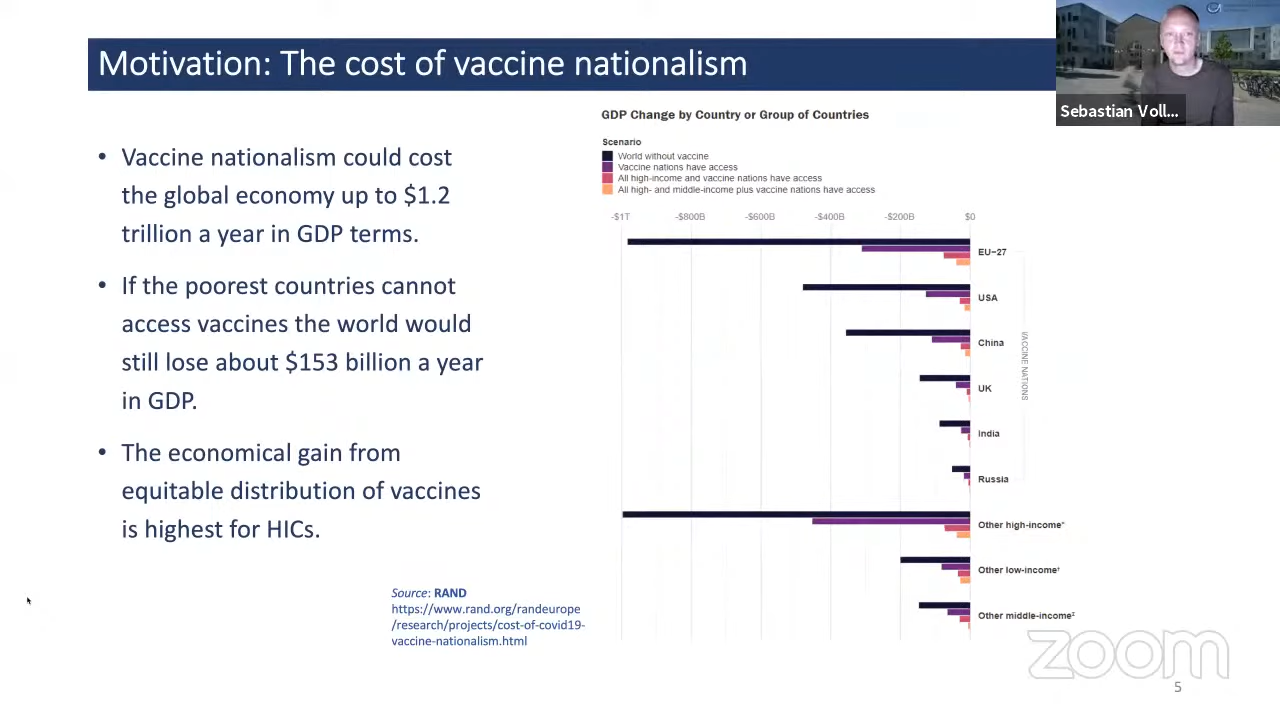 Motivation: The cost of vaccine nationalism
Sebastian Voll...
• Vaccine nationalism could cost
the global economy up to $1.2
trillion a year in GDP terms.
• If the poorest countries cannot
access vaccines the world would
still lose about $153 billion a year
in GDP.
• The economical gain from
equitable distribution of vaccines
is highest for HICs.
Source: RAND
https://www.rand.org/randeurope
/research/projects/cost-of-covid19-
vaccine-nationalism.html
GDP Change by Country or Group of Countries
Scenario
World without vaccine
Vaccine nations have access
All high-income and vaccine nations have access
All high- and middle-income plus vaccine nations have access
-$1T -$800B -$600B -$400B -$200B $0
EU-27
USA
China
UK
India
Russia
VACCINE NATIONS
Other high-income*
Other low-income†
Other middle-income‡
zoom
5